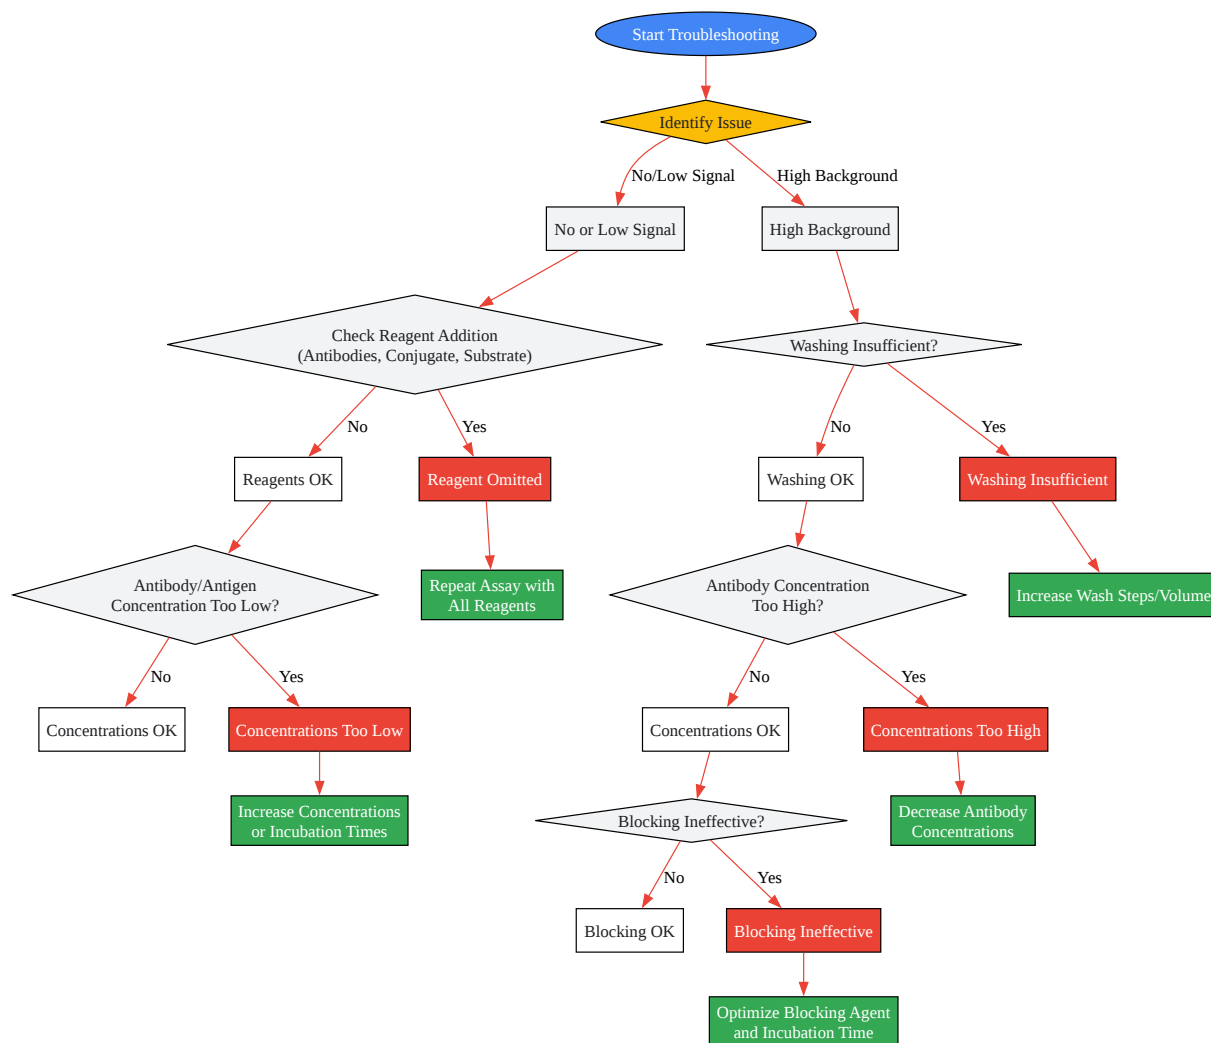 Start Troubleshooting
Identify Issue
No/Low Signal
High Background
No or Low Signal
High Background
Check Reagent Addition
(Antibodies, Conjugate, Substrate)
Washing Insufficient?
No
Yes
No
Yes
Reagents OK
Reagent Omitted
Washing OK
Washing Insufficient
Antibody/Antigen
Concentration Too Low?
Repeat Assay with
All Reagents
Antibody Concentration
Too High?
Increase Wash Steps/Volume
No
Yes
No
Yes
Concentrations OK
Concentrations Too Low
Concentrations OK
Concentrations Too High
Increase Concentrations
or Incubation Times
Blocking Ineffective?
Decrease Antibody
Concentrations
No
Yes
Blocking OK
Blocking Ineffective
Optimize Blocking Agent
and Incubation Time